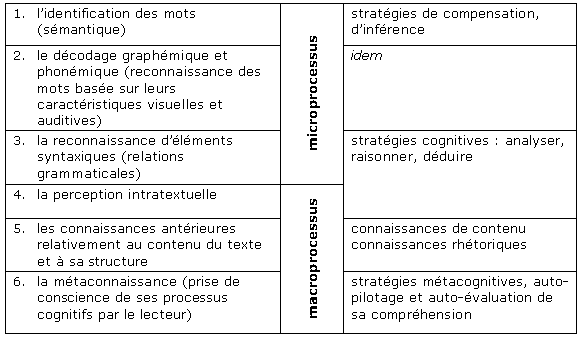 1. l'identification des mots
(sémantique)
stratégies de compensation,
d'inférence
2. le décodage graphémique et
phonémique (reconnaissance des
mots basée sur leurs
caractéristiques visuelles et
auditives)
idem
3. la reconnaissance d'éléments
syntaxiques (relations
grammaticales)
microprocessus
stratégies cognitives : analyser,
raisonner, déduire
4. la perception intratextuelle
5. les connaissances antérieures
relativement au contenu du texte
et à sa structure
connaissances de contenu
connaissances rhétoriques
6. la métaconnaissance (prise de
conscience de ses processus
cognitifs par le lecteur)
macroprocessus
stratégies métacognitives, auto-
pilotage et auto-évaluation de
sa compréhension